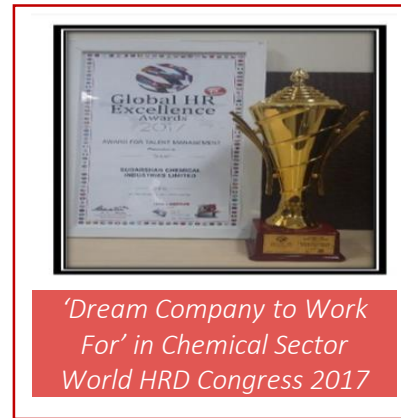 Global HR
Excellence
Awards
2017
AWARD FOR TALENT MANAGEMENT
SUDARSHAN CHEMICAL
INDUSTRIES LIMITED
‘Dream Company to Work
For’ in Chemical Sector
World HRD Congress 2017